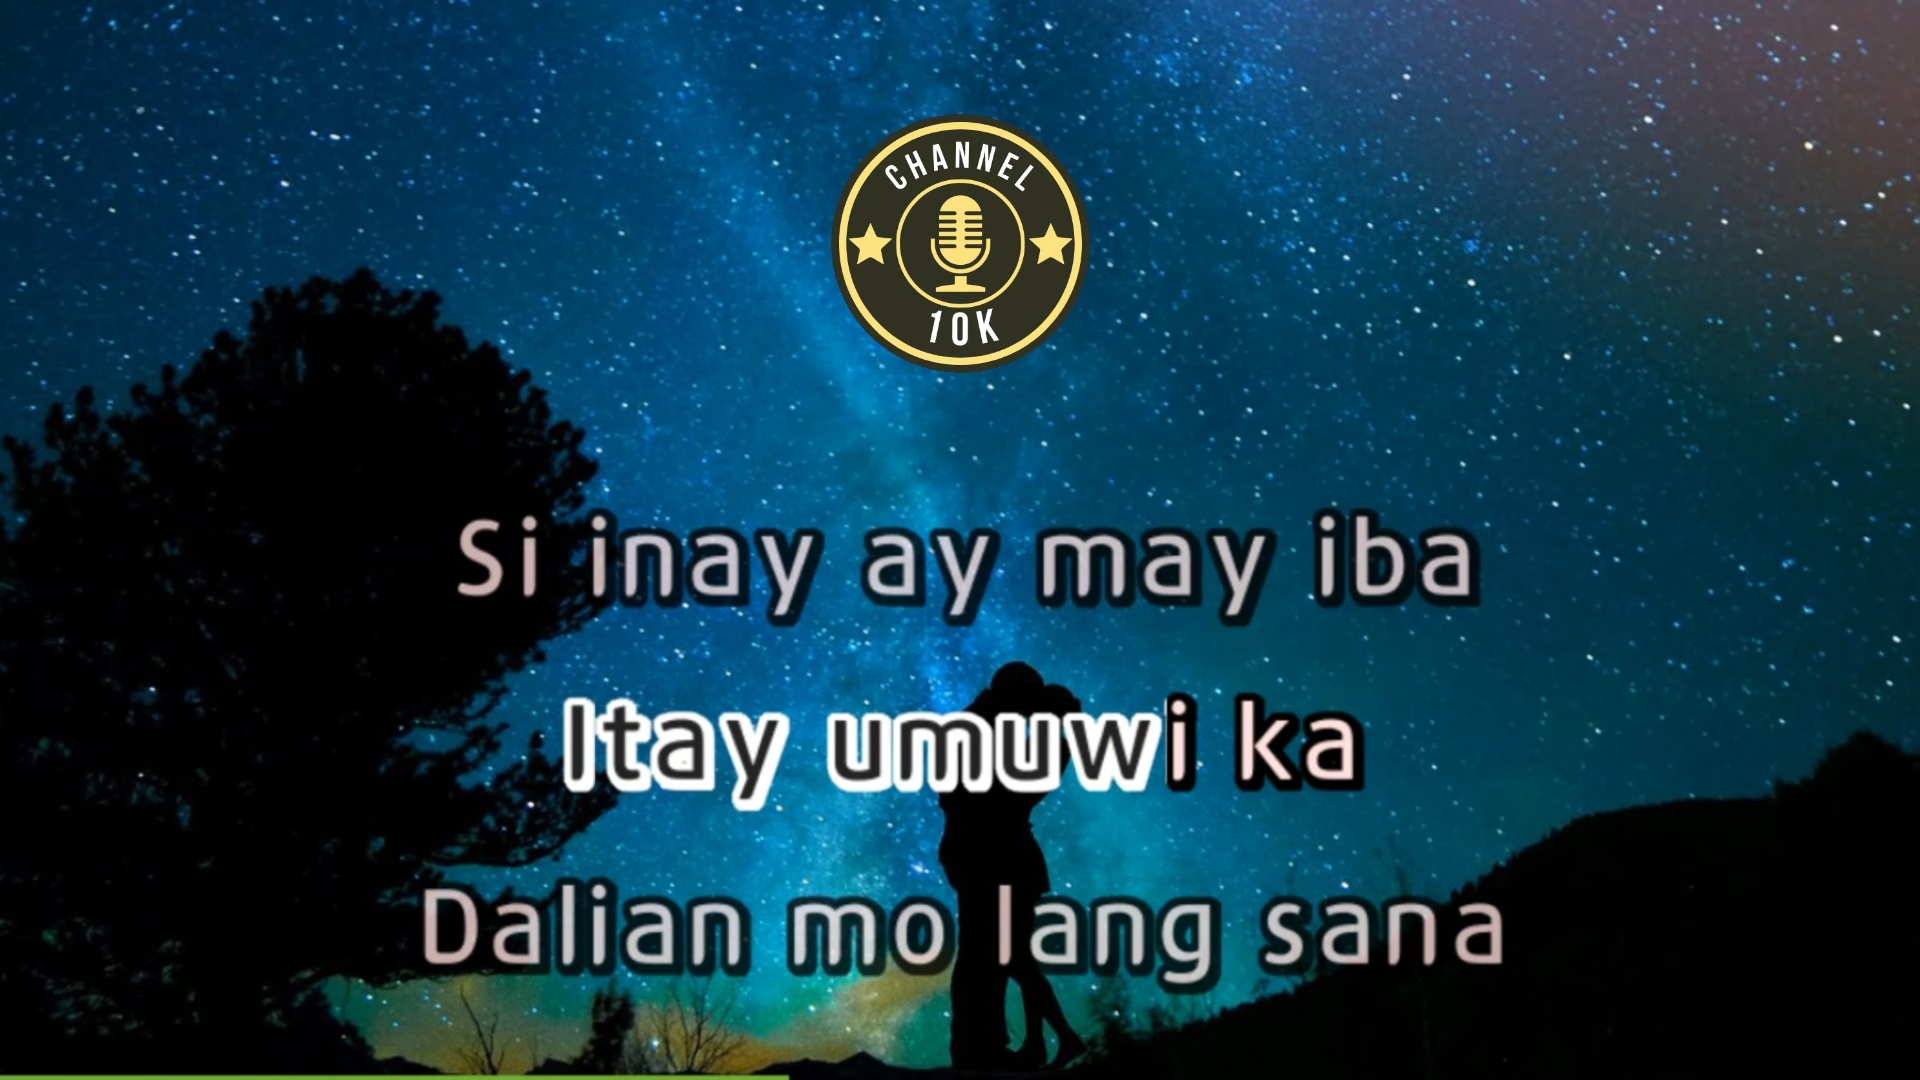 CHANNEL
10K
Si inay ay may iba
Itay umuwi ka
Dalian mo lang sana